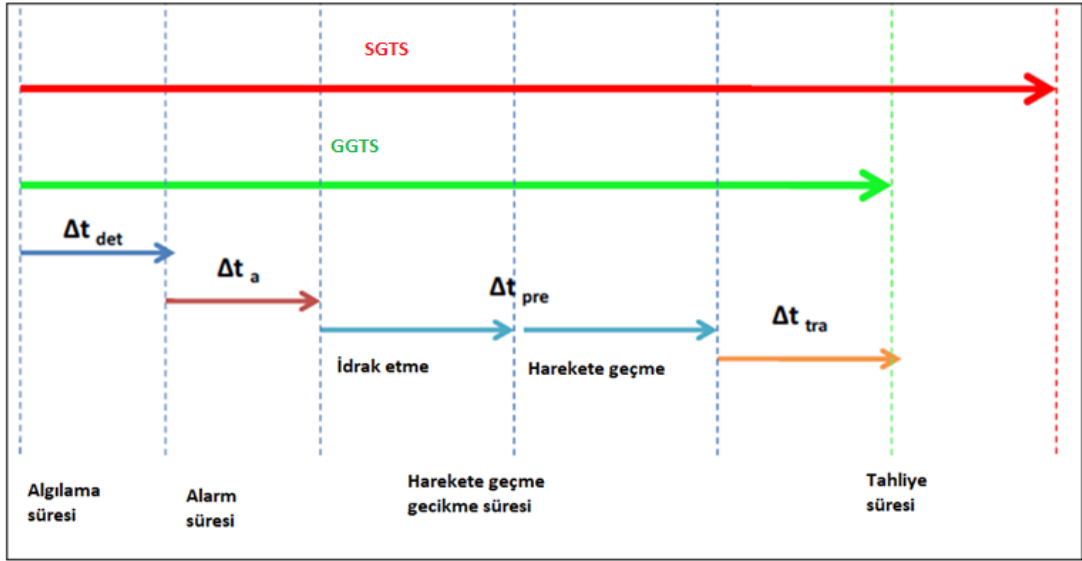 SGTS
GGTS
Δt det
Δt a
Δt pre
Δt tra
İdrak etme
Harekete geçme
Algılama
süresi
Alarm
süresi
Harekete geçme
gecikme süresi
Tahliye
süresi